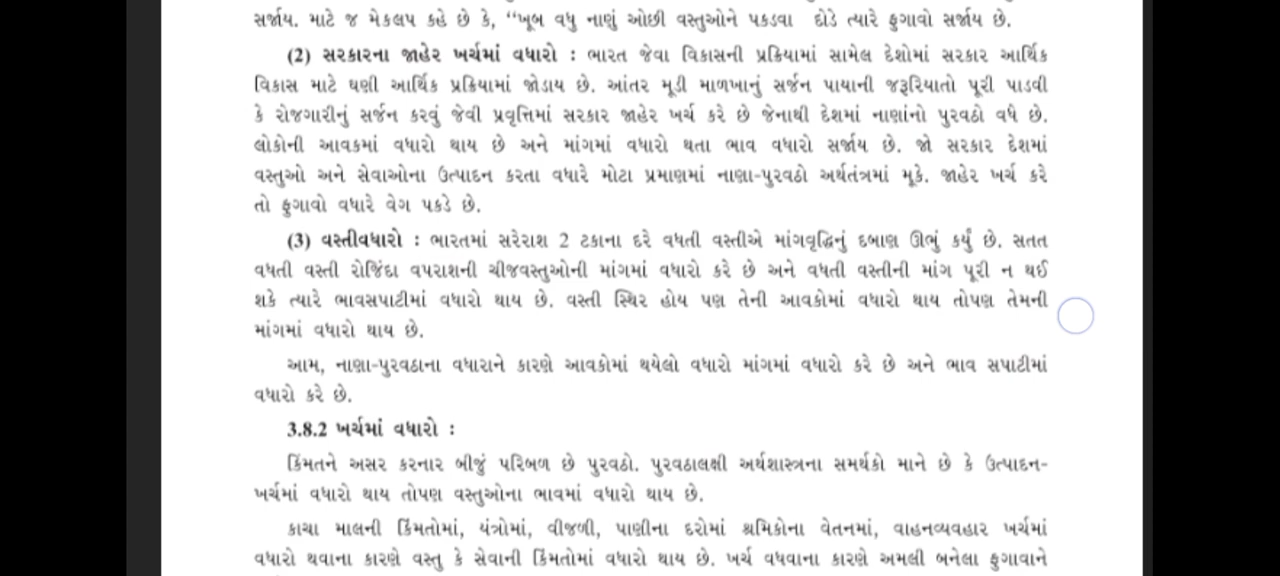 સર્જાય. માટે જ મેકલપ કહે છે કે, “ખૂબ વધુ નાણું ઓછી વસ્તુઓને પકડવા દોડે ત્યારે ફુગાવો સર્જાય છે.
(2) સરકારના જાહેર ખર્ચમાં વધારો : ભારત જેવા વિકાસની પ્રક્રિયામાં સામેલ દેશોમાં સરકાર આર્થિક
વિકાસ માટે ઘણી આર્થિક પ્રક્રિયામાં જોડાય છે. આંતર મૂડી માળખાનું સર્જન પાયાની જરૂરિયાતો પૂરી પાડવી
કે રોજગારીનું સર્જન કરવું જેવી પ્રવૃત્તિમાં સરકાર જાહેર ખર્ચ કરે છે જેનાથી દેશમાં નાણાંનો પુરવઠો વધે છે.
લોકોની આવકમાં વધારો થાય છે અને માંગમાં વધારો થતા ભાવ વધારો સર્જાય છે. જો સરકાર દેશમાં
વસ્તુઓ અને સેવાઓના ઉત્પાદન કરતા વધારે મોટા પ્રમાણમાં નાણા-પુરવઠો અર્થતંત્રમાં મૂકે. જાહેર ખર્ચ કરે
તો ફુગાવો વધારે વેગ પકડે છે.
(3) વસ્તીવધારો : ભારતમાં સરેરાશ 2 ટકાના દરે વધતી વસ્તીએ માંગવૃદ્ધિનું દબાણ ઊભું કર્યું છે. સતત
વધતી વસ્તી રોજિંદા વપરાશની ચીજવસ્તુઓની માંગમાં વધારો કરે છે અને વધતી વસ્તીની માંગ પૂરી ન થઈ
શકે ત્યારે ભાવસપાટીમાં વધારો થાય છે. વસ્તી સ્થિર હોય પણ તેની આવકોમાં વધારો થાય તોપણ તેમની
માંગમાં વધારો થાય છે.
આમ, નાણા-પુરવઠાના વધારાને કારણે આવકોમાં થયેલો વધારો માંગમાં વધારો કરે છે અને ભાવ સપાટીમાં
વધારો કરે છે.
3.8.2 ખર્ચમાં વધારો :
કિંમતને અસર કરનાર બીજું પરિબળ છે પુરવઠો. પુરવઠાલક્ષી અર્થશાસ્ત્રના સમર્થકો માને છે કે ઉત્પાદન-
ખર્ચમાં વધારો થાય તોપણ વસ્તુઓના ભાવમાં વધારો થાય છે.
કાચા માલની કિંમતોમાં, યંત્રોમાં, વીજળી, પાણીના દરોમાં શ્રમિકોના વેતનમાં, વાહનવ્યવહાર ખર્ચમાં
વધારો થવાના કારણે વસ્તુ કે સેવાની કિંમતોમાં વધારો થાય છે. ખર્ચ વધવાના કારણે અમલી બનેલા ફુગાવાને